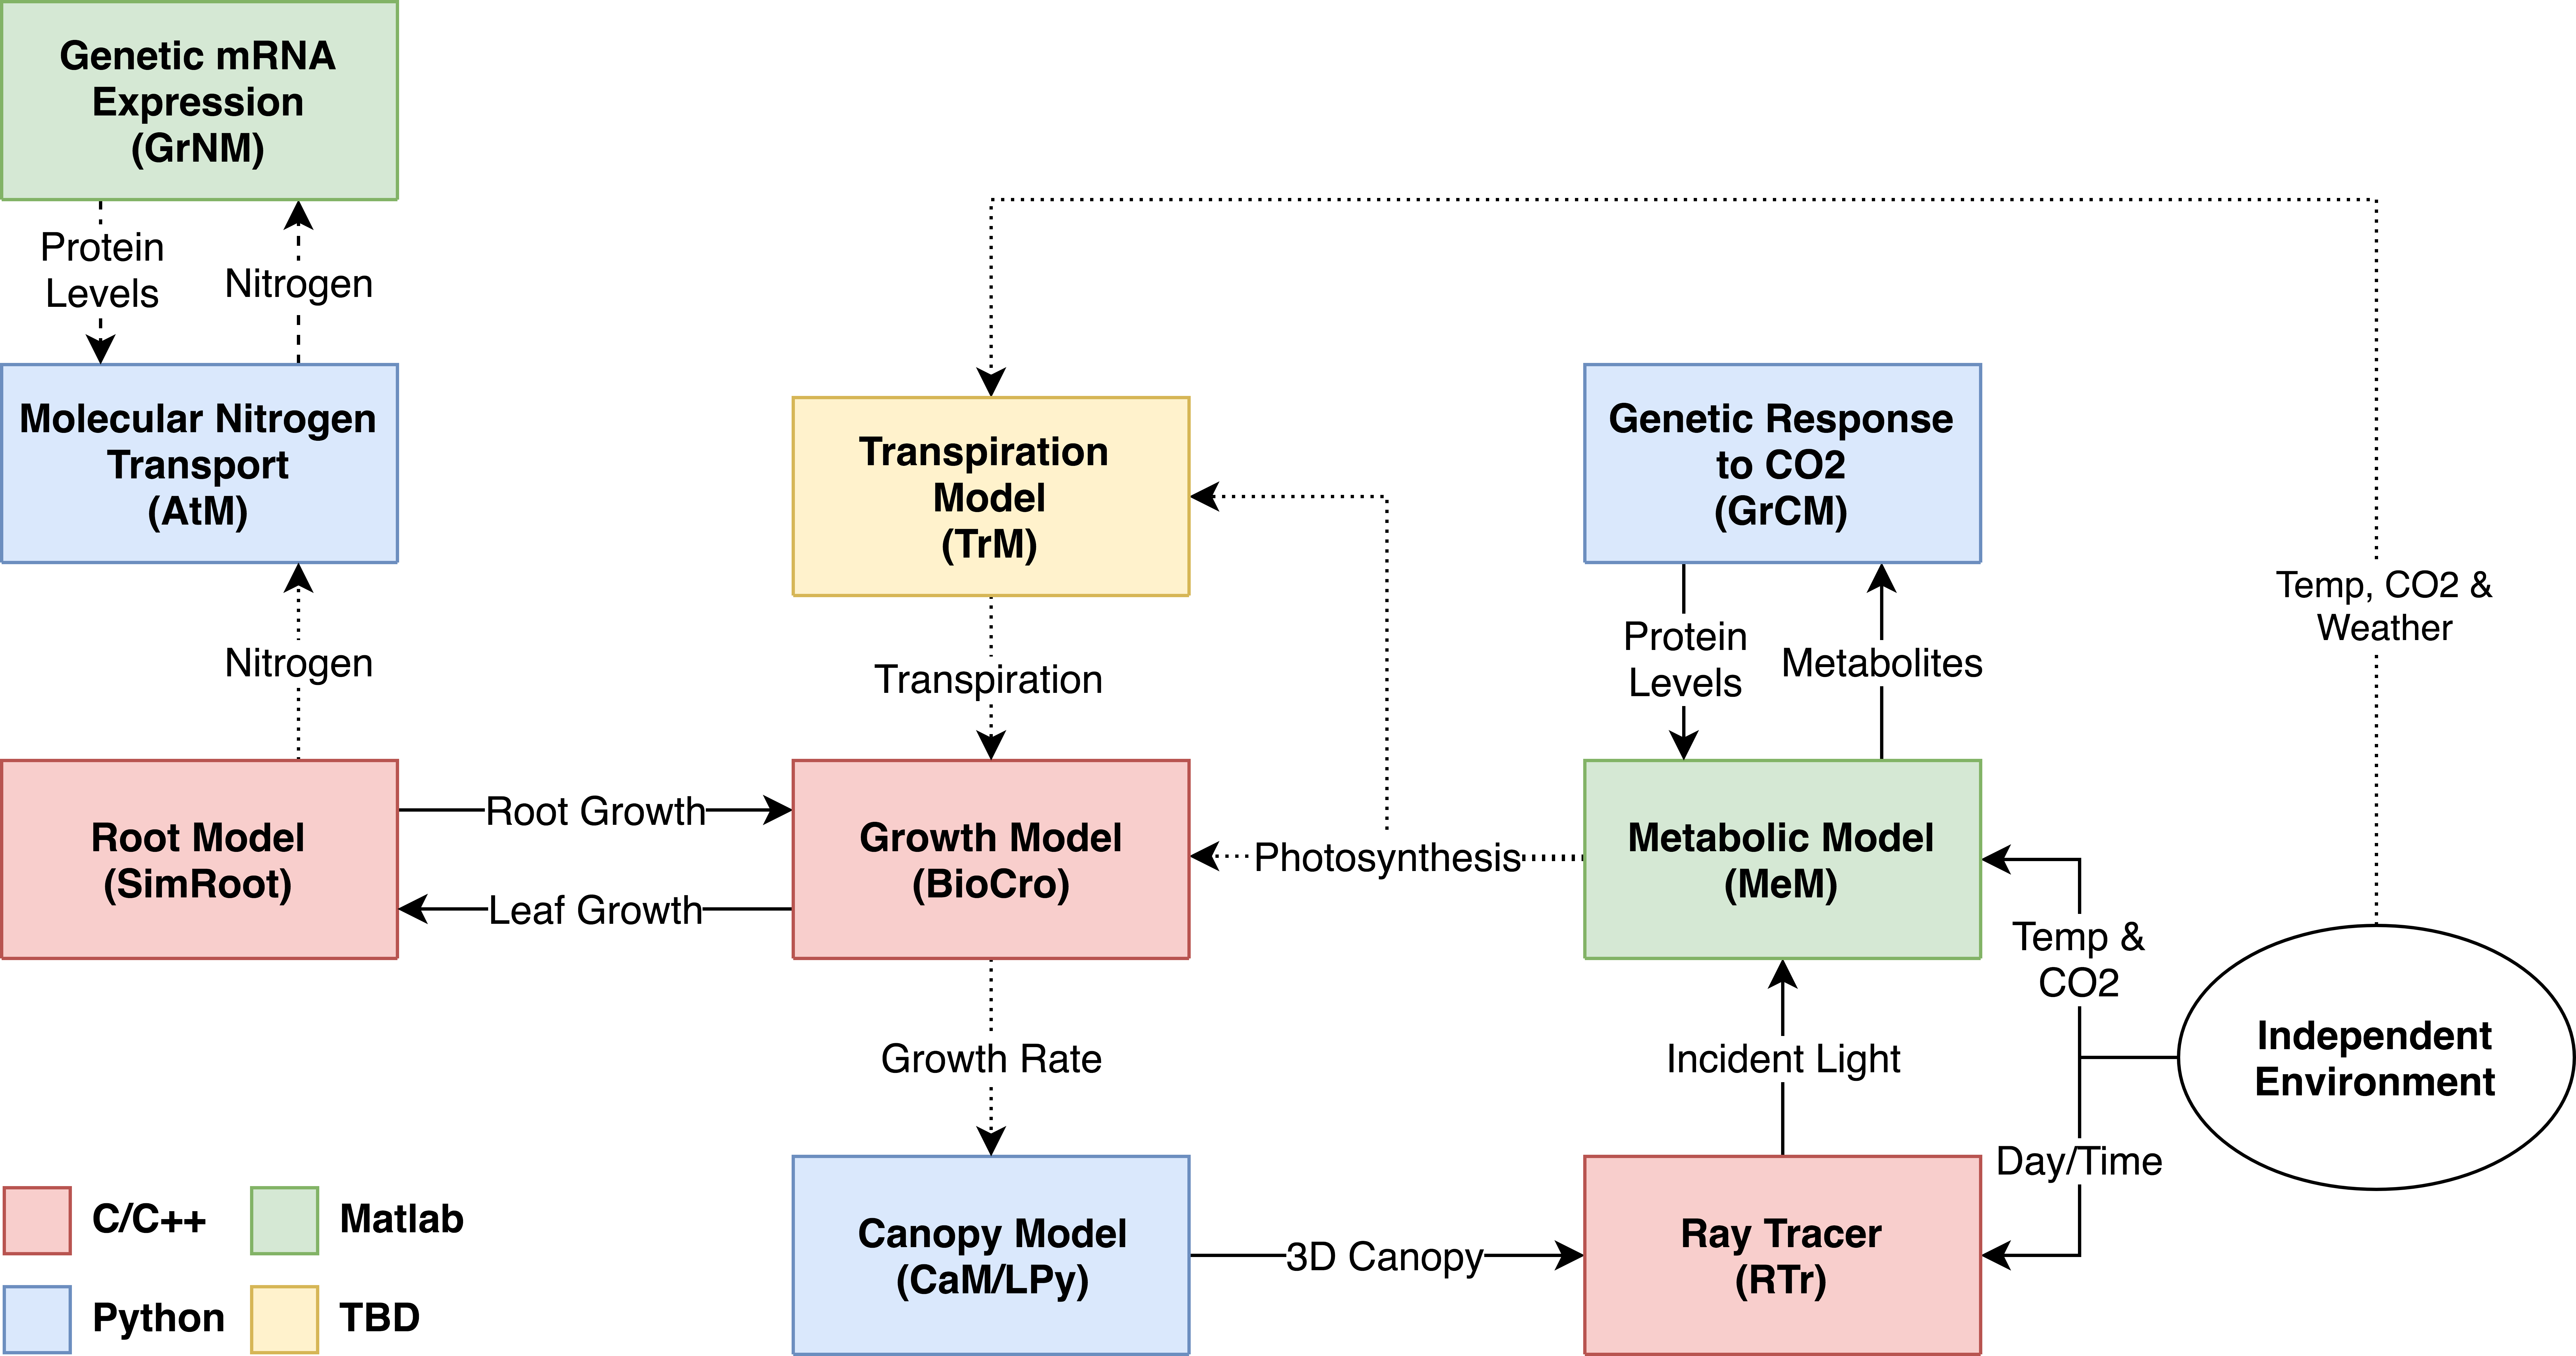 Genetic mRNA
Expression
(GrNM)
Protein
Levels
Nitrogen
Molecular Nitrogen
Transport
(AtM)
Nitrogen
Root Model
(SimRoot)
Root Growth
Leaf Growth
Transpiration
Model
(TrM)
Transpiration
Growth Model
(BioCro)
Growth Rate
Canopy Model
(CaM/LPy)
3D Canopy
Photosynthesis
Genetic Response
to CO2
(GrCM)
Protein
Levels
Metabolites
Metabolic Model
(MeM)
Incident Light
Ray Tracer
(RTr)
Temp, CO2 &
Weather
Temp &
CO2
Day/Time
Independent
Environment
C/C++
Matlab
Python
TBD